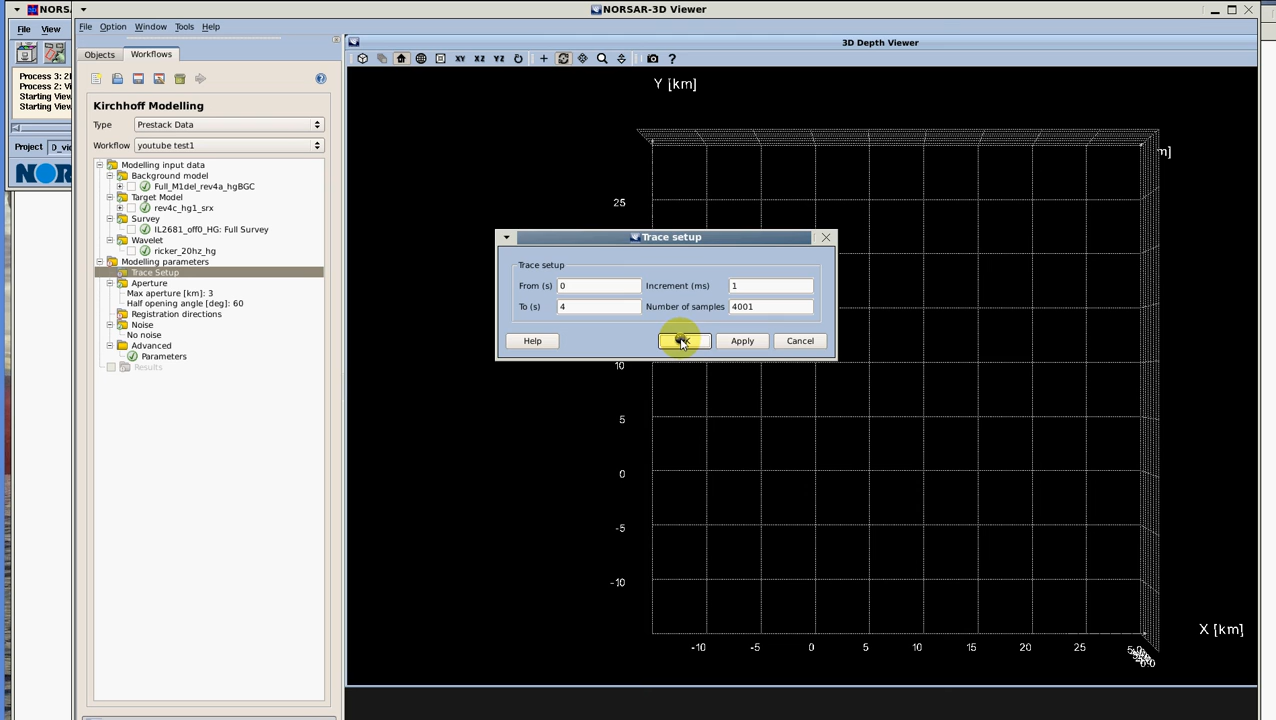 NORSAR-3D Viewer
File View
File Option Window Tools Help
3D Depth Viewer
Objects Workflows
XY XZ YZ
Process 3: 2
Process 2: Vi
Starting View
Starting View
Project D_vi
Kirchhoff Modelling
Type Prestack Data
Workflow youtube test1
Modelling input data
Background model
Full_M1del_rev4a_hgBGC
Target Model
rev4c_hg1_srx
Survey
IL2681_off0_HG: Full Survey
Wavelet
ricker_20hz_hg
Modelling parameters
Trace Setup
Aperture
Max aperture [km]: 3
Half opening angle [deg]: 60
Registration directions
Noise
No noise
Advanced
Parameters
Results
Y [km]
m]
25
10
5
0
-5
-10
-10 -5 0 5 10 15 20 25
X [km]
Trace setup
Trace setup
From (s) 0 Increment (ms) 1
To (s) 4 Number of samples 4001
Help Apply Cancel